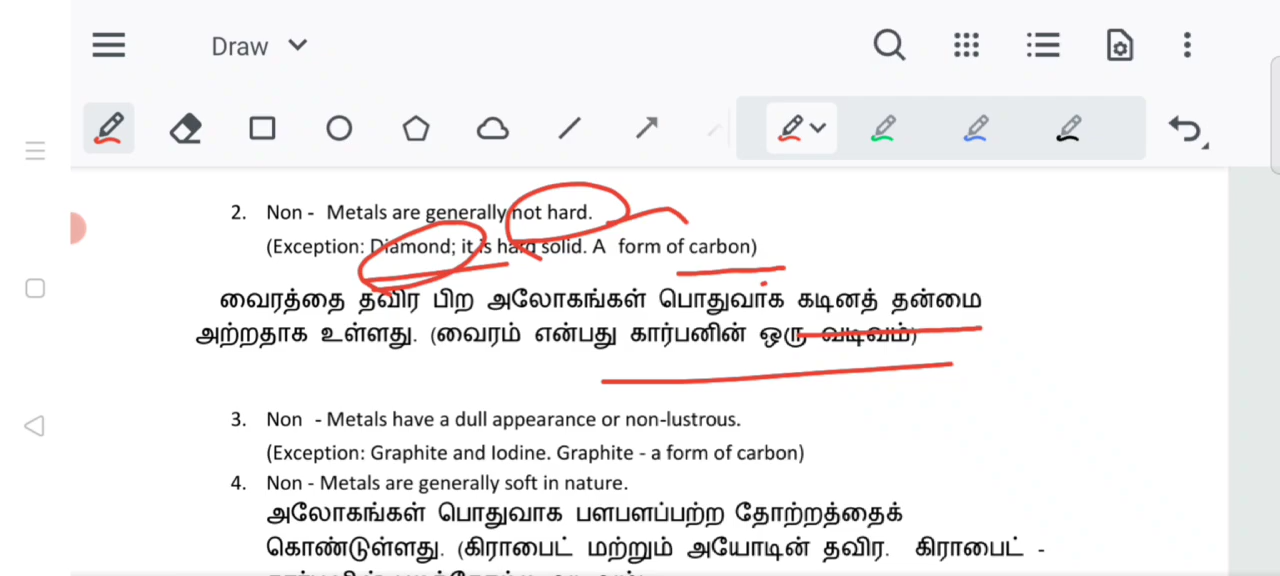 Draw
2. Non - Metals are generally not hard.
(Exception: Diamond; it is hard solid. A form of carbon)
வைரத்தை தவிர பிற அலோகங்கள் பொதுவாக கடினத் தன்மை
அற்றதாக உள்ளது. (வைரம் என்பது கார்பனின் ஒரு வடிவம்)
3. Non - Metals have a dull appearance or non-lustrous.
(Exception: Graphite and Iodine. Graphite - a form of carbon)
4. Non - Metals are generally soft in nature.
அலோகங்கள் பொதுவாக பளபளப்பற்ற தோற்றத்தைக்
கொண்டுள்ளது. (கிராபைட் மற்றும் அயோடின் தவிர. கிராபைட் -